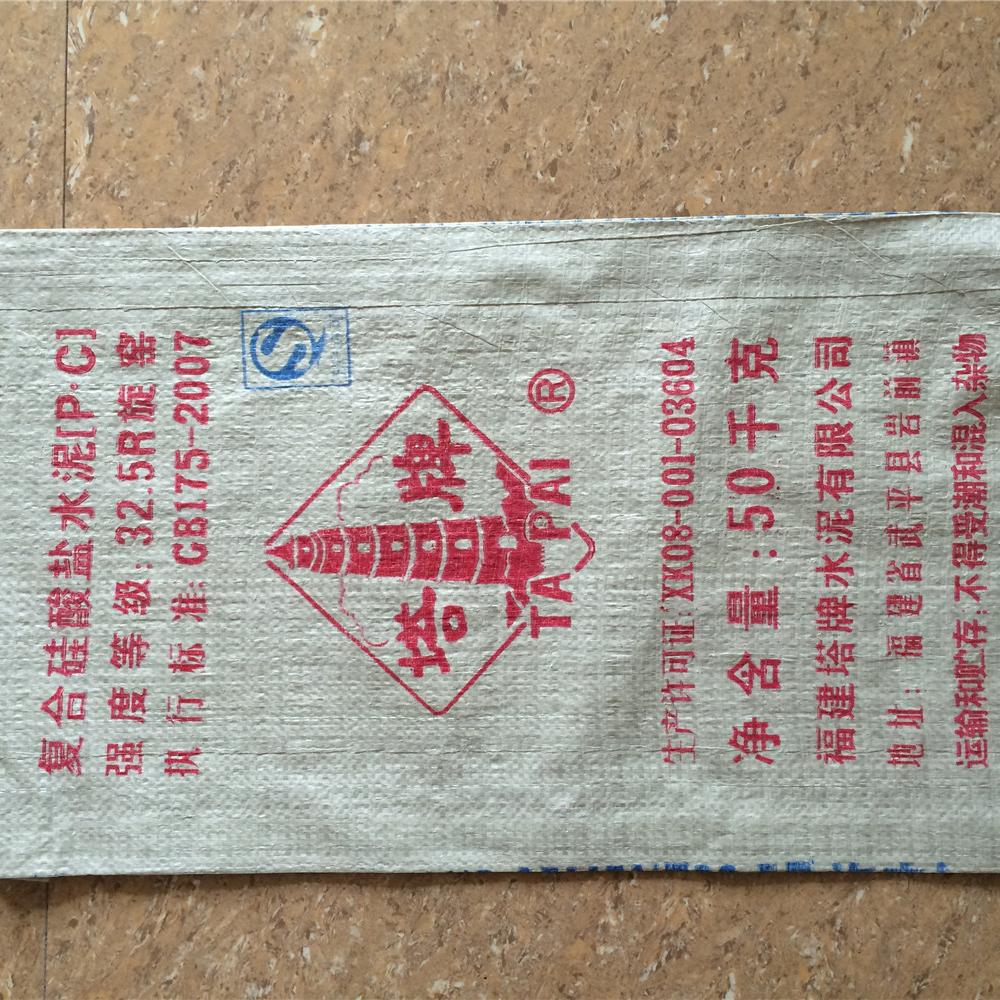 复合硅酸盐水泥[P·C]
强度等级:32.5R旋窑
执行标准:GB175-2007
塔牌
TAPAI®
生产许可证:XK08-001-03604
净含量:50千克
福建塔牌水泥有限公司
地址:福建省武平县岩前镇
运输和贮存:不得受潮和混入杂物